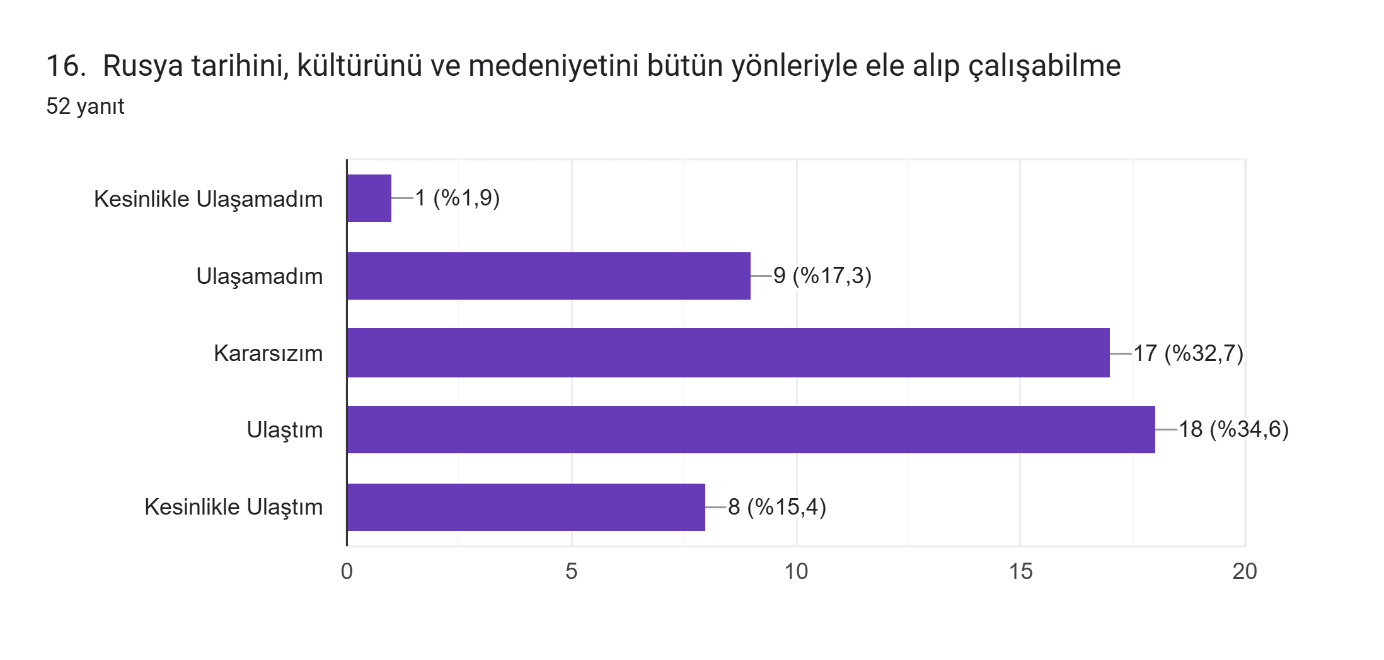 16. Rusya tarihini, kültürünü ve medeniyetini bütün yönleriyle ele alıp çalışabilme
52 yanıt
Kesinlikle Ulaşamadım
1 (%1,9)
Ulaşamadım
9 (%17,3)
Kararsızım
17 (%32,7)
Ulaştım
18 (%34,6)
Kesinlikle Ulaştım
8 (%15,4)
0 5 10 15 20